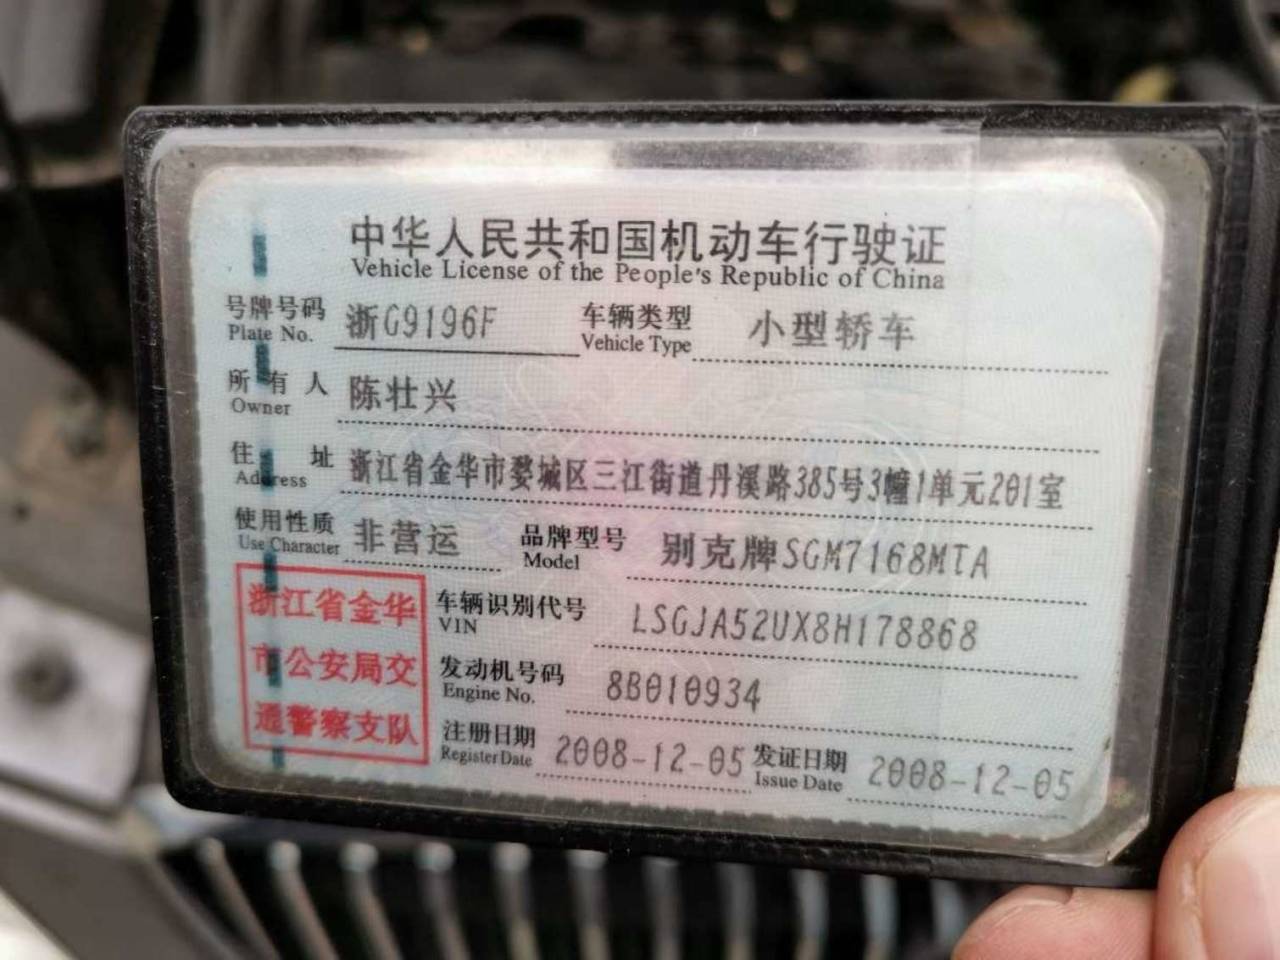 中华人民共和国机动车行驶证
Vehicle License of the People's Republic of China
号牌号码 浙G9196F 车辆类型 小型轿车
Plate No. Vehicle Type
所有人 陈壮兴
Owner
住址 浙江省金华市婺城区三江街道丹溪路385号3幢1单元201室
Address
使用性质 非营运 品牌型号 别克牌SGM7168MTA
Use Character Model
浙江省金华
市公安局交
通警察支队
车辆识别代号 LSGJA52UX8H178868
VIN
发动机号码 8B010934
Engine No.
注册日期 2008-12-05 发证日期 2008-12-05
Register Date Issue Date